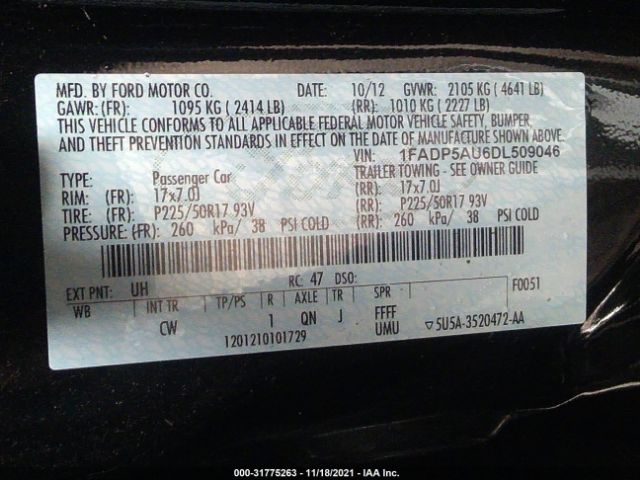 MFD. BY FORD MOTOR CO. DATE: 10/12 GVWR: 2105 KG ( 4641 LB)
GAWR: (FR): 1095 KG ( 2414 LB) (RR): 1010 KG ( 2227 LB)
THIS VEHICLE CONFORMS TO ALL APPLICABLE FEDERAL MOTOR VEHICLE SAFETY, BUMPER,
AND THEFT PREVENTION STANDARDS IN EFFECT ON THE DATE OF MANUFACTURE SHOWN ABOVE.
VIN: 1FADP5AU6DL509046
TYPE: Passenger Car TRAILER TOWING - SEE OWNER GUIDE
RIM: (FR): 17x7.0J (RR): 17x7.0J
TIRE: (FR): P225/50R17 93V (RR): P225/50R17 93V
PRESSURE: (FR): 260 kPa/ 38 PSI COLD (RR): 260 kPa/ 38 PSI COLD
EXT PNT: UH RC: 47 DSO: F0051
WB INT TR TP/PS R AXLE TR SPR
CW 1 QN J FFFF
1201210101729 UMU ▽5U5A-3520472-AA
000-31775263 - 11/18/2021 - IAA Inc.